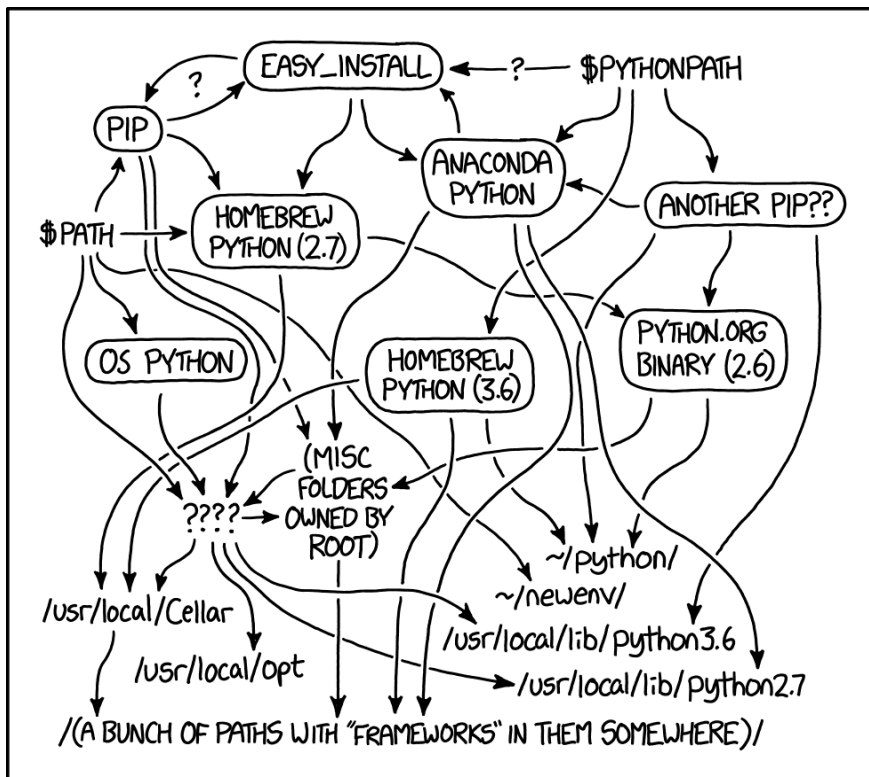 EASY_INSTALL
?
$PYTHONPATH
?
PIP
ANACONDA
PYTHON
ANOTHER PIP??
HOMEBREW
PYTHON (2.7)
$PATH
OS PYTHON
HOMEBREW
PYTHON (3.6)
PYTHON.ORG
BINARY (2.6)
(MISC
FOLDERS
OWNED BY
ROOT)
????
~/python/
~/newenv/
/usr/local/Cellar
/usr/local/lib/python3.6
/usr/local/opt
/usr/local/lib/python2.7
/(A BUNCH OF PATHS WITH "FRAMEWORKS" IN THEM SOMEWHERE)/